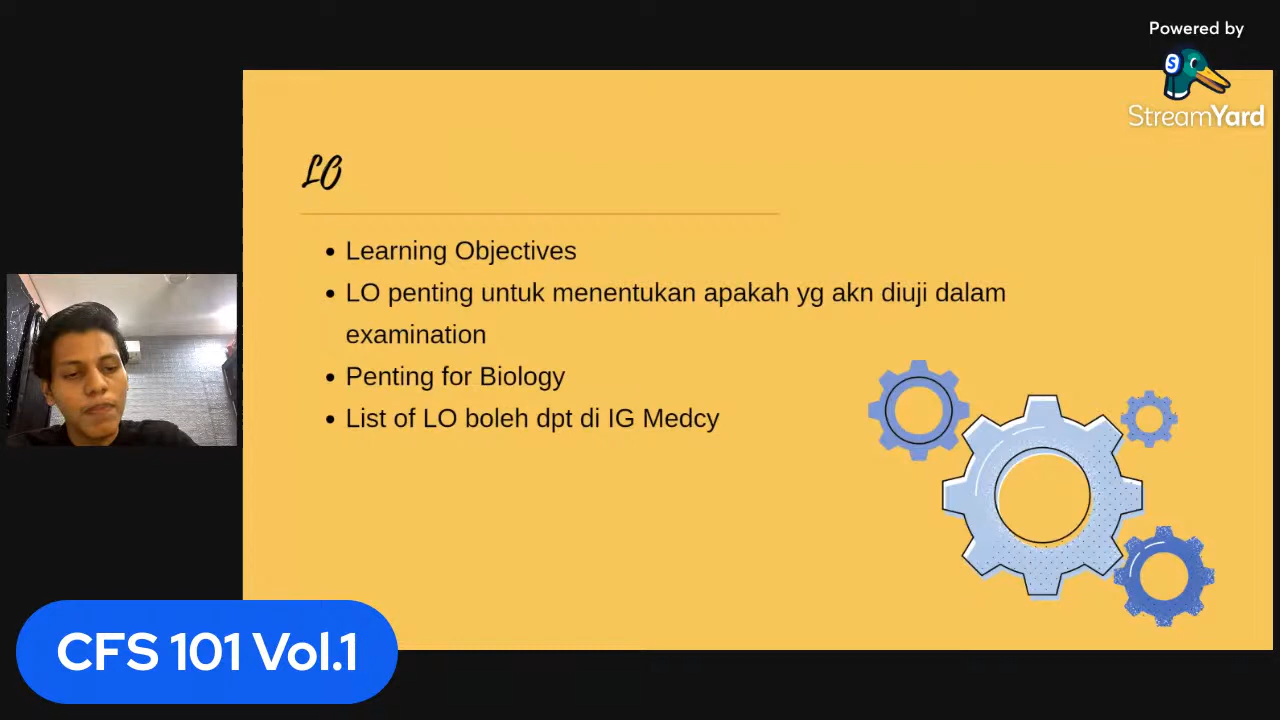 Powered by
StreamYard
LO
Learning Objectives
LO penting untuk menentukan apakah yg akn diuji dalam
examination
Penting for Biology
List of LO boleh dpt di IG Medcy
CFS 101 Vol.1